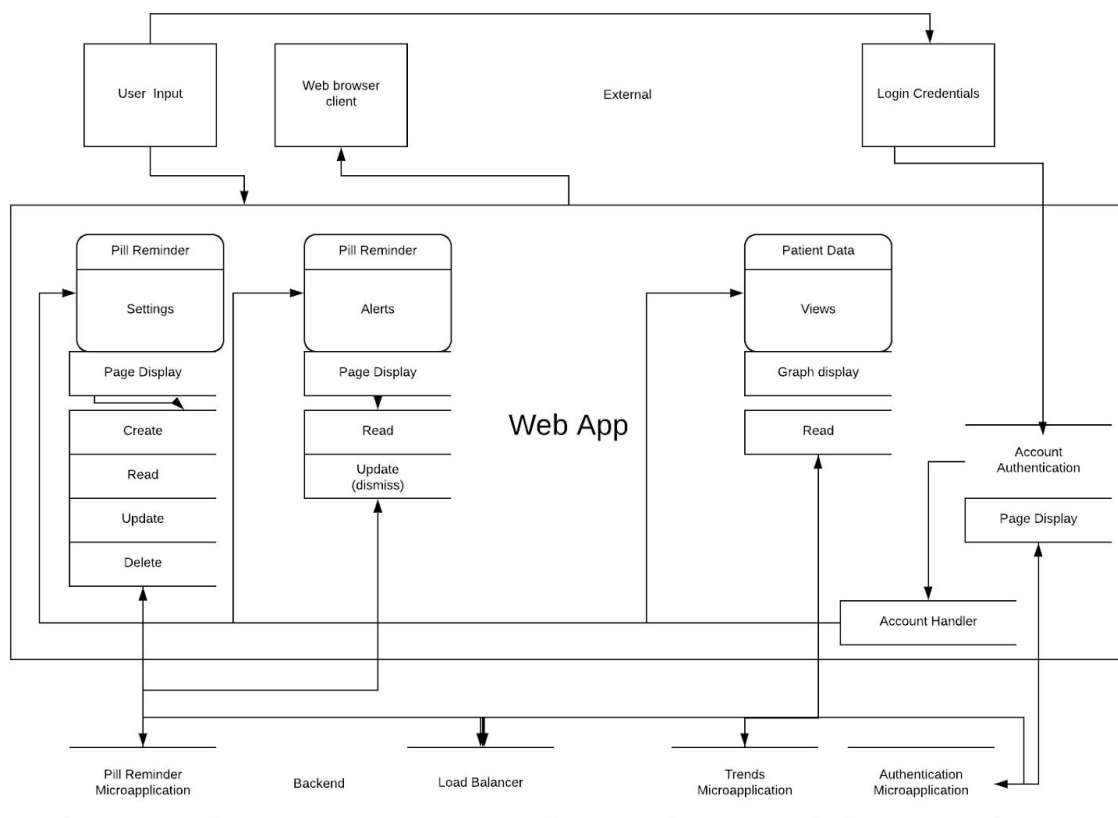 User Input
Web browser
client
External
Login Credentials
Pill Reminder
Settings
Page Display
Create
Read
Update
Delete
Pill Reminder
Alerts
Page Display
Read
Update
(dismiss)
Web App
Patient Data
Views
Graph display
Read
Account
Authentication
Page Display
Account Handler
Pill Reminder
Microapplication
Backend
Load Balancer
Trends
Microapplication
Authentication
Microapplication